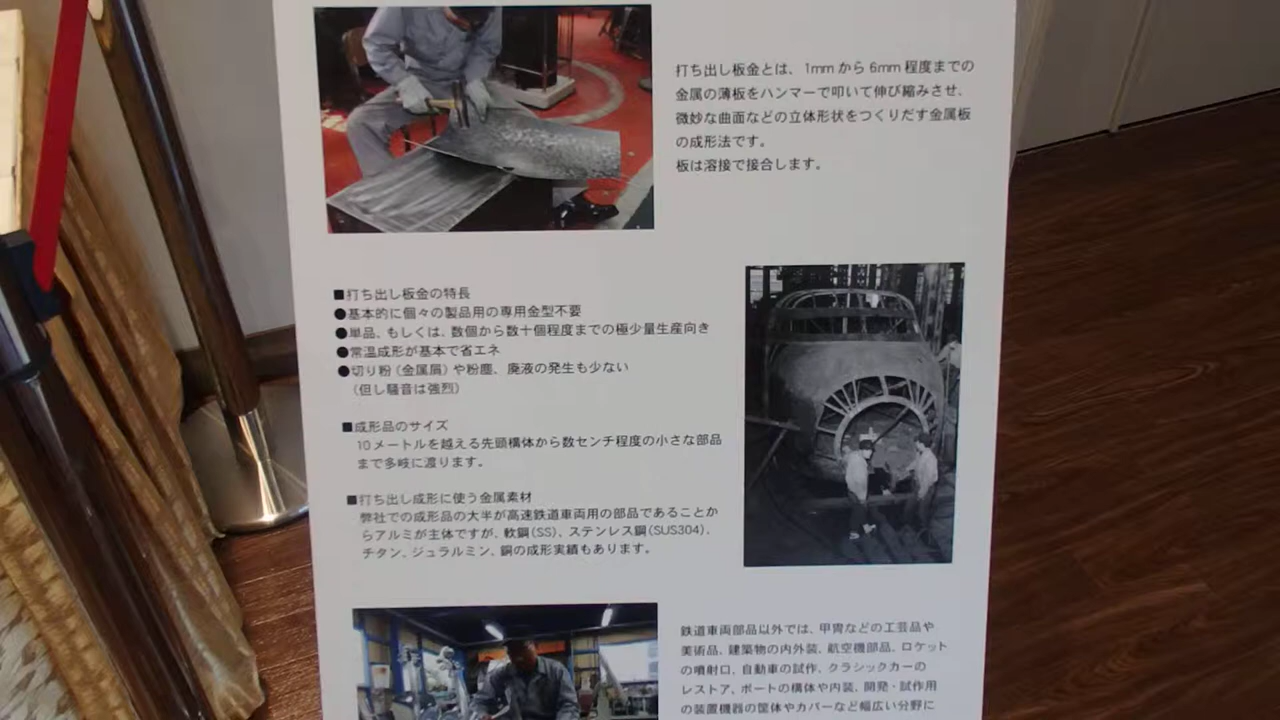 打ち出し板金とは、1mmから6mm程度までの
金属の薄板をハンマーで叩いて伸び縮みさせ、
微妙な曲面などの立体形状をつくりだす金属板
の成形法です。
板は溶接で接合します。
■打ち出し板金の特長
●基本的に個々の製品用の専用金型不要
●単品、もしくは、数個から数十個程度までの極少量生産向き
●常温成形が基本で省エネ
●切り粉（金属屑）や粉塵、廃液の発生も少ない
（但し騒音は強烈）
■成形品のサイズ
10メートルを越える先頭構体から数センチ程度の小さな部品
まで多岐に渡ります。
■打ち出し成形に使う金属素材
弊社での成形品の大半が高速鉄道車両用の部品であることか
らアルミが主体ですが、軟鋼(SS)、ステンレス鋼(SUS304)、
チタン、ジュラルミン、銅の成形実績もあります。
鉄道車両部品以外では、甲冑などの工芸品や
美術品、建築物の内外装、航空機部品、ロケット
の噴射口、自動車の試作、クラシックカーの
レストア、ボートの構体や内装、開発・試作用
の装置機器の筐体やカバーなど幅広い分野に